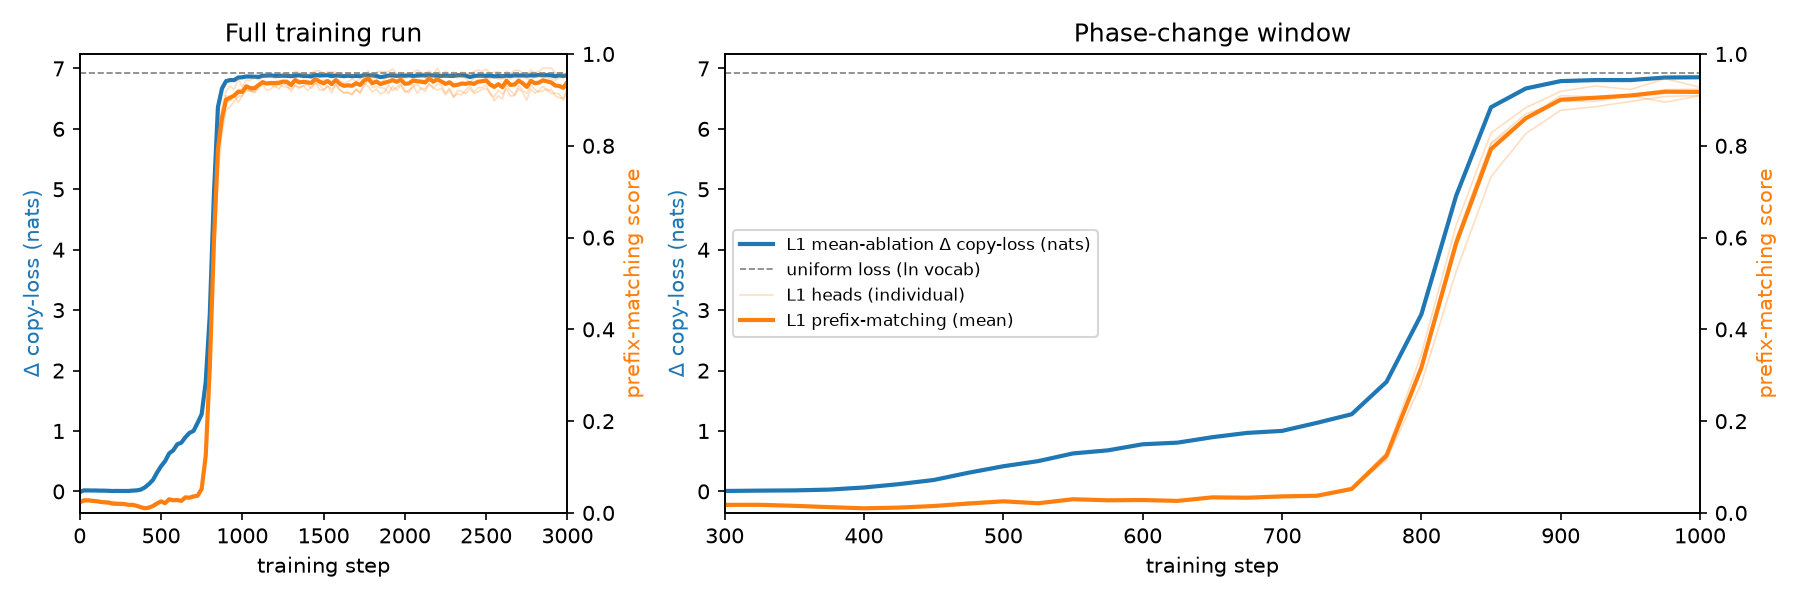 Full training run
Δ copy-loss (nats)
7
6
5
4
3
2
1
0
1.0
0.8
0.6
0.4
0.2
0.0
prefix-matching score
0 500 1000 1500 2000 2500 3000
training step
Phase-change window
Δ copy-loss (nats)
7
6
5
4
3
2
1
0
L1 mean-ablation Δ copy-loss (nats)
uniform loss (ln vocab)
L1 heads (individual)
L1 prefix-matching (mean)
1.0
0.8
0.6
0.4
0.2
0.0
prefix-matching score
300 400 500 600 700 800 900 1000
training step